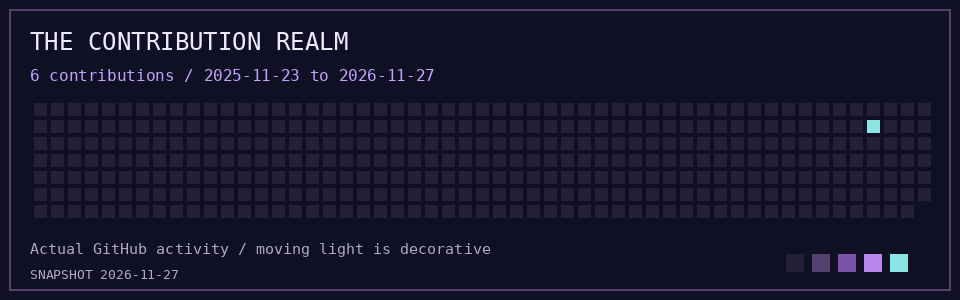 THE CONTRIBUTION REALM
6 contributions / 2025-11-23 to 2026-11-27
Actual GitHub activity / moving light is decorative
SNAPSHOT 2026-11-27